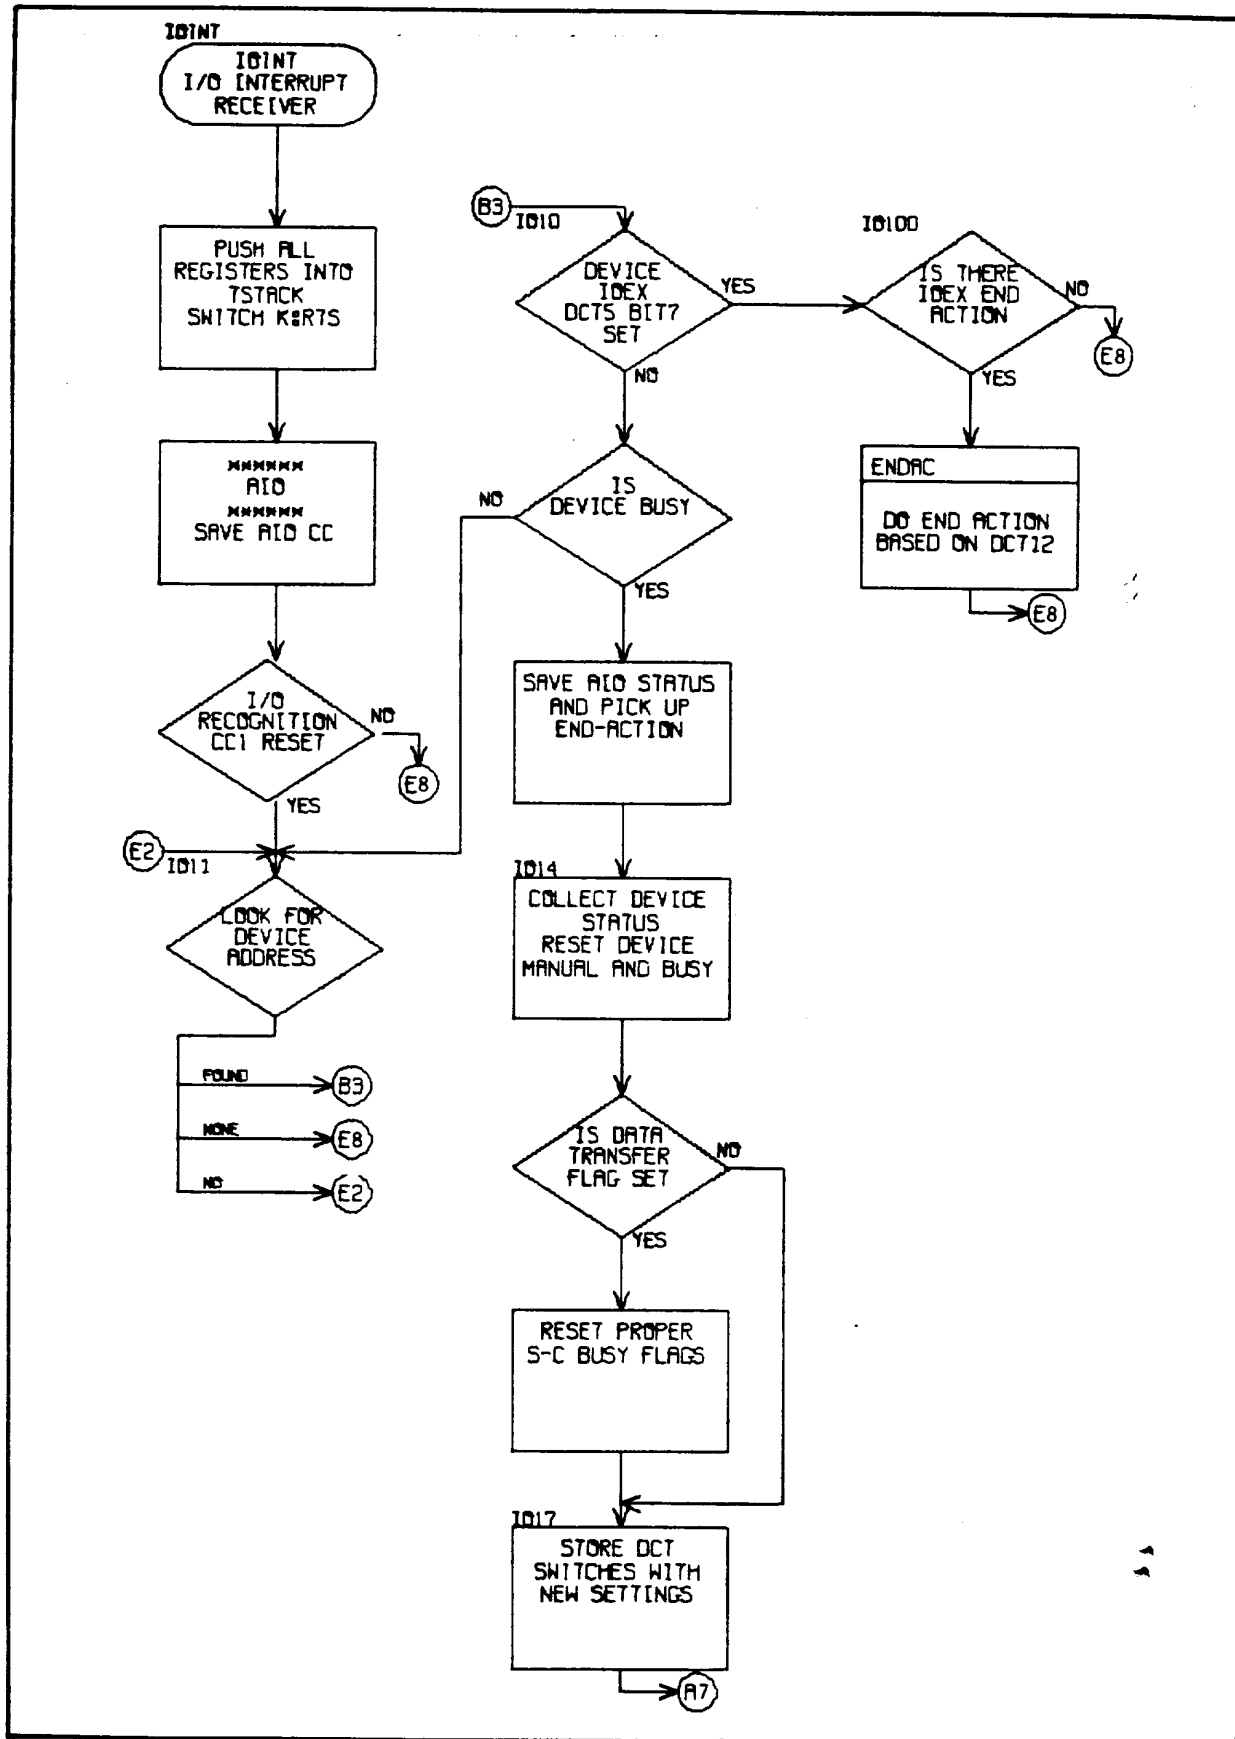 IOINT
IOINT
I/O INTERRUPT
RECEIVER
PUSH ALL
REGISTERS INTO
TSTACK
SWITCH K:RTS
******
AIO
******
SAVE AIO CC
I/O
RECOGNITION
CC1 RESET
NO
E8
YES
E2
IO11
LOOK FOR
DEVICE
ADDRESS
FOUND
B3
NONE
E8
NO
E2
B3
IO10
DEVICE
IOEX
DCT5 BIT7
SET
YES
NO
IS
DEVICE BUSY
NO
YES
SAVE AIO STATUS
AND PICK UP
END-ACTION
IO14
COLLECT DEVICE
STATUS
RESET DEVICE
MANUAL AND BUSY
IS DATA
TRANSFER
FLAG SET
NO
YES
RESET PROPER
S-C BUSY FLAGS
IO17
STORE DCT
SWITCHES WITH
NEW SETTINGS
A7
IO100
IS THERE
IOEX END
ACTION
NO
E8
YES
ENDAC
DO END ACTION
BASED ON DCT12
E8